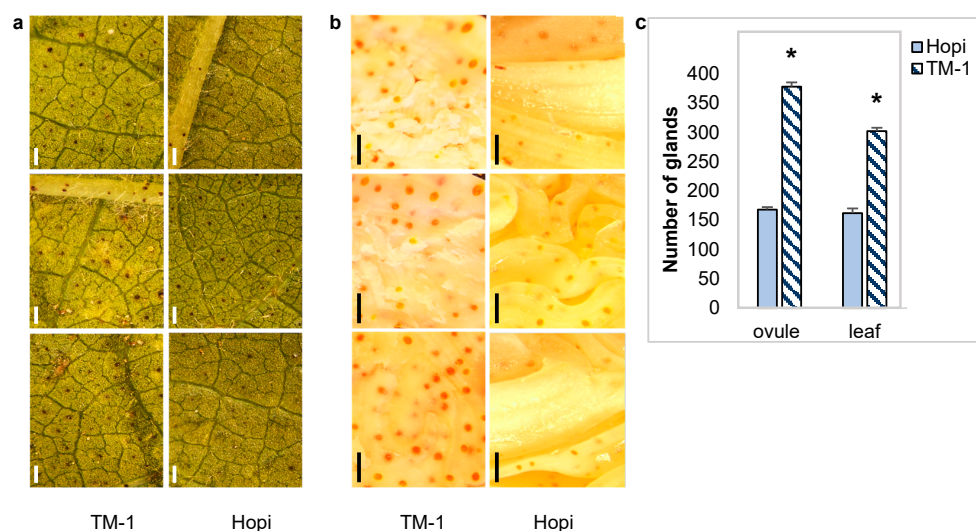 a
b
c
Hopi
TM-1
Number of glands
400
350
300
250
200
150
100
50
0
*
*
ovule
leaf
TM-1
Hopi
TM-1
Hopi